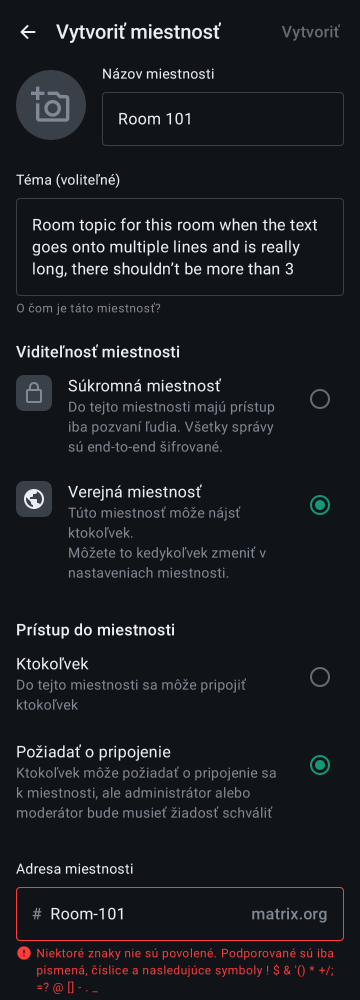 Vytvoriť miestnosť
Vytvoriť
Názov miestnosti
Room 101
Téma (voliteľné)
Room topic for this room when the text
goes onto multiple lines and is really
long, there shouldn’t be more than 3
O čom je táto miestnosť?
Viditeľnosť miestnosti
Súkromná miestnosť
Do tejto miestnosti majú prístup
iba pozvaní ľudia. Všetky správy
sú end-to-end šifrované.
Verejná miestnosť
Túto miestnosť môže nájsť
ktokoľvek.
Môžete to kedykoľvek zmeniť v
nastaveniach miestnosti.
Prístup do miestnosti
Ktokoľvek
Do tejto miestnosti sa môže pripojiť
ktokoľvek
Požiadať o pripojenie
Ktokoľvek môže požiadať o pripojenie sa
k miestnosti, ale administrátor alebo
moderátor bude musieť žiadosť schváliť
Adresa miestnosti
# Room-101 matrix.org
Niektoré znaky nie sú povolené. Podporované sú iba
písmená, číslice a nasledujúce symboly ! $ & '() * +/;
=? @ [] - . _